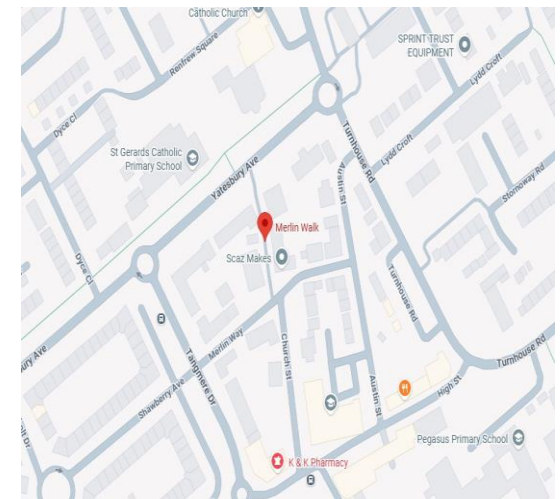 Catholic Church
Renfrew Square
SPRINT TRUST
EQUIPMENT
Lydd Croft
Dyce Cl
St Gerards Catholic
Primary School
Yatesbury Ave
Turnhouse Rd
Lydd Croft
Austin St
Stornoway Rd
Merlin Walk
Scaz Makes
Dyce Cl
Turnhouse Rd
Merlin Way
Church St
Tangmere Dr
Shawberry Ave
Turnhouse Rd
High St
Austin St
Pegasus Primary School
K & K Pharmacy